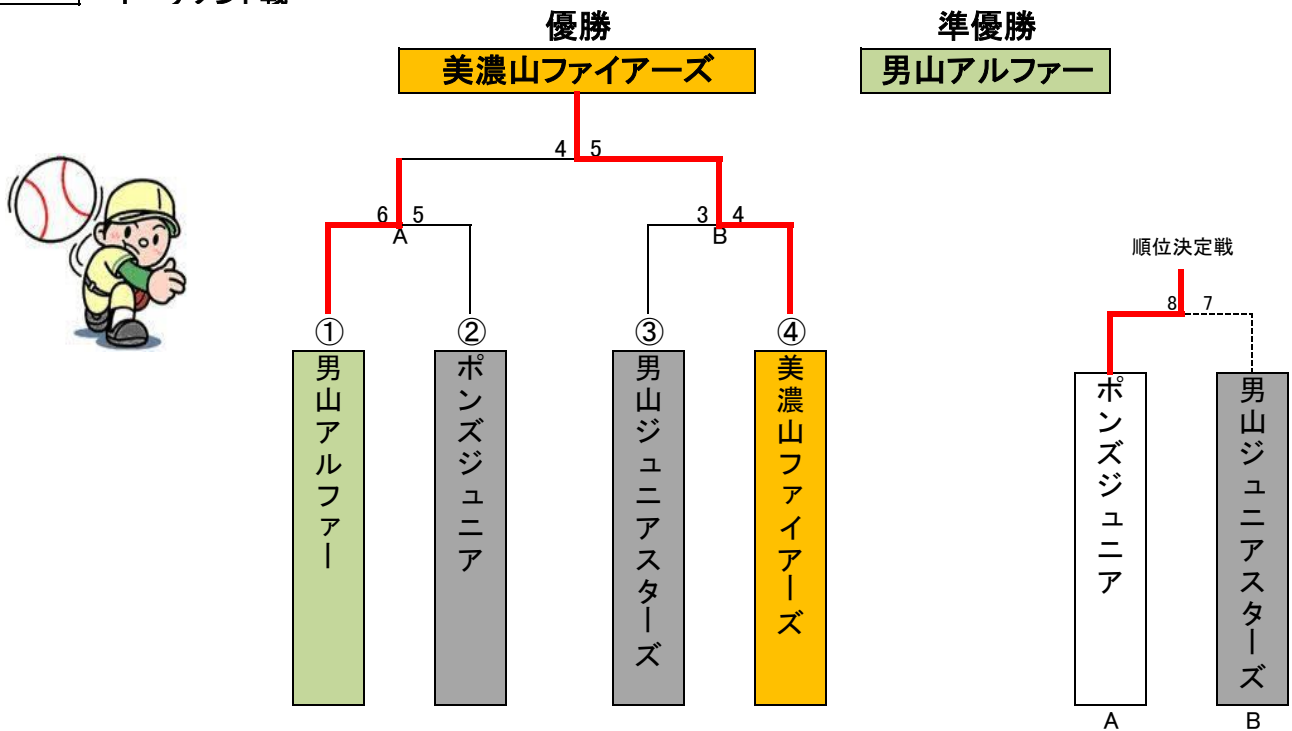 優勝
準優勝
美濃山ファイアーズ
男山アルファー
4 5
6 5
A
3 4
B
順位決定戦
8 7
①
②
③
④
男山アルファー
ポンズジュニア
男山ジュニアスターズ
美濃山ファイアーズ
ポンズジュニア
男山ジュニアスターズ
A
B